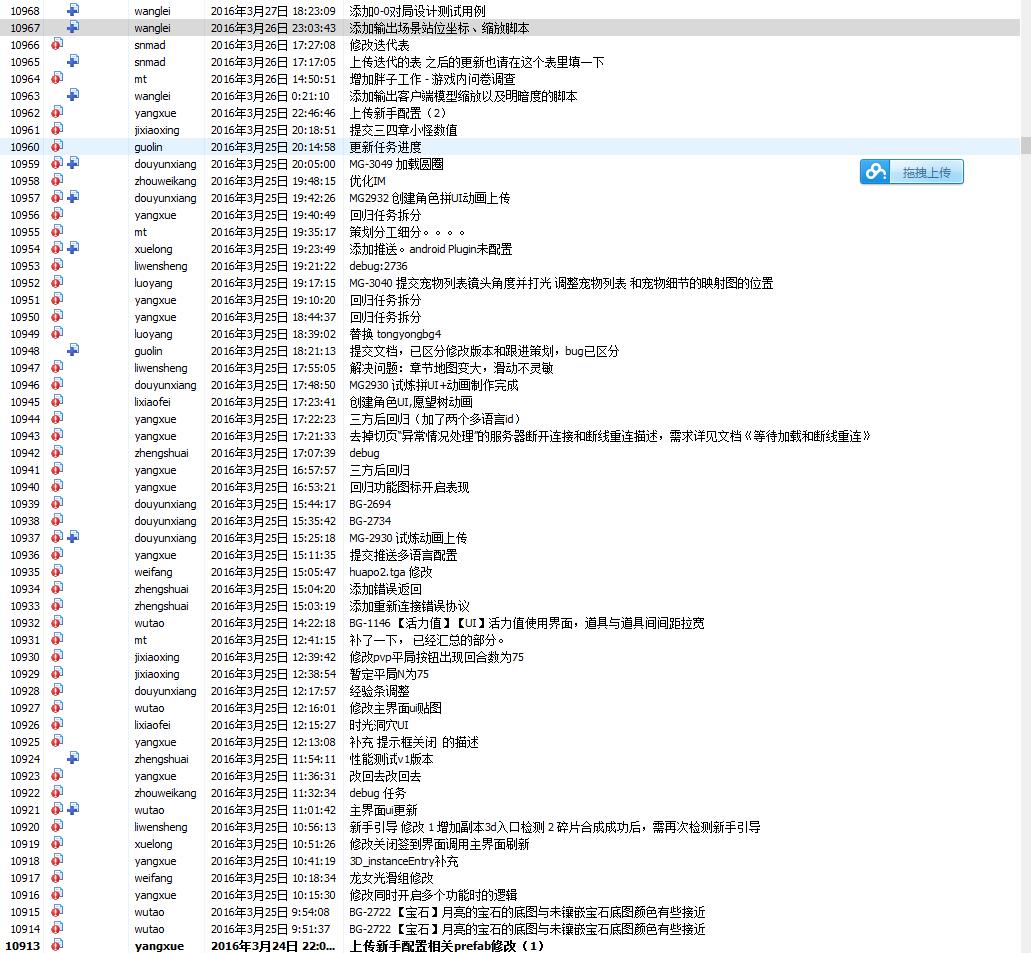 10968 wanglei 2016年3月27日 18:23:09 添加0-0对局设计测试用例
10967 wanglei 2016年3月26日 23:03:43 添加输出场景站位坐标、缩放脚本
10966 snmad 2016年3月26日 17:27:08 修改迭代表
10965 snmad 2016年3月26日 17:17:05 上传迭代的表 之后的更新也请在这个表里填一下
10964 mt 2016年3月26日 14:50:51 增加胖子工作 - 游戏内问卷调查
10963 wanglei 2016年3月26日 0:21:10 添加输出客户端模型缩放以及明暗度的脚本
10962 yangxue 2016年3月25日 22:46:46 上传新手配置（2）
10961 jixiaoxing 2016年3月25日 20:18:51 提交三四章小怪数值
10960 guolin 2016年3月25日 20:14:58 更新任务进度
10959 douyunxiang 2016年3月25日 20:05:00 MG-3049 加载圆圈
拖拽上传
10958 zhouweikang 2016年3月25日 19:48:15 优化IM
10957 douyunxiang 2016年3月25日 19:42:26 MG2932 创建角色拼UI动画上传
10956 yangxue 2016年3月25日 19:40:49 回归任务拆分
10955 mt 2016年3月25日 19:35:17 策划分工细分。。。。
10954 xuelong 2016年3月25日 19:23:49 添加推送。android Plugin未配置
10953 liwensheng 2016年3月25日 19:21:22 debug:2736
10952 luoyang 2016年3月25日 19:17:15 MG-3040 提交宠物列表镜头角度并打光 调整宠物列表 和宠物细节的映射图的位置
10951 yangxue 2016年3月25日 19:10:20 回归任务拆分
10950 yangxue 2016年3月25日 18:44:37 回归任务拆分
10949 luoyang 2016年3月25日 18:39:02 替换 tongyongbg4
10948 guolin 2016年3月25日 18:21:13 提交文档，已区分修改版本和跟进策划，bug已区分
10947 liwensheng 2016年3月25日 17:55:05 解决问题：章节地图变大，滑动不灵敏
10946 douyunxiang 2016年3月25日 17:48:50 MG2930 试炼拼UI+动画制作完成
10945 lixiaofei 2016年3月25日 17:23:41 创建角色UI,愿望树动画
10944 yangxue 2016年3月25日 17:22:23 三方后回归（加了两个多语言id）
10943 yangxue 2016年3月25日 17:21:33 去掉切页“异常情况处理”的服务器断开连接和断线重连描述，需求详见文档《等待加载和断线重连》
10942 zhengshuai 2016年3月25日 17:07:39 debug
10941 yangxue 2016年3月25日 16:57:57 三方后回归
10940 yangxue 2016年3月25日 16:53:21 回归功能图标开启表现
10939 douyunxiang 2016年3月25日 15:44:17 BG-2694
10938 douyunxiang 2016年3月25日 15:35:42 BG-2734
10937 douyunxiang 2016年3月25日 15:25:18 MG-2930 试炼动画上传
10936 yangxue 2016年3月25日 15:11:35 提交推送多语言配置
10935 weifang 2016年3月25日 15:05:47 huapo2.tga 修改
10934 zhengshuai 2016年3月25日 15:04:20 添加错误返回
10933 zhengshuai 2016年3月25日 15:03:19 添加重新连接错误协议
10932 wutao 2016年3月25日 14:22:18 BG-1146 【活力值】【UI】活力值使用界面，道具与道具间间距拉宽
10931 mt 2016年3月25日 12:41:15 补了一下， 已经汇总的部分。
10930 jixiaoxing 2016年3月25日 12:39:42 修改pvp平局按钮出现回合数为75
10929 jixiaoxing 2016年3月25日 12:38:54 暂定平局N为75
10928 douyunxiang 2016年3月25日 12:17:57 经验条调整
10927 wutao 2016年3月25日 12:16:01 修改主界面ui贴图
10926 lixiaofei 2016年3月25日 12:15:27 时光洞穴UI
10925 yangxue 2016年3月25日 12:13:08 补充 提示框关闭 的描述
10924 zhengshuai 2016年3月25日 11:54:11 性能测试v1版本
10923 yangxue 2016年3月25日 11:36:31 改回去改回去
10922 zhouweikang 2016年3月25日 11:32:34 debug 任务
10921 wutao 2016年3月25日 11:01:42 主界面ui更新
10920 liwensheng 2016年3月25日 10:56:13 新手引导 修改 1 增加副本3d入口检测 2 碎片合成成功后，需再次检测新手引导
10919 xuelong 2016年3月25日 10:51:26 修改关闭签到界面调用主界面刷新
10918 yangxue 2016年3月25日 10:41:19 3D_instanceEntry补充
10917 weifang 2016年3月25日 10:18:34 龙女光滑组修改
10916 yangxue 2016年3月25日 10:15:30 修改同时开启多个功能时的逻辑
10915 wutao 2016年3月25日 9:54:08 BG-2722 【宝石】月亮的宝石的底图与未镶嵌宝石底图颜色有些接近
10914 wutao 2016年3月25日 9:51:37 BG-2722 【宝石】月亮的宝石的底图与未镶嵌宝石底图颜色有些接近
10913 yangxue 2016年3月24日 22:0... 上传新手配置相关prefab修改（1）